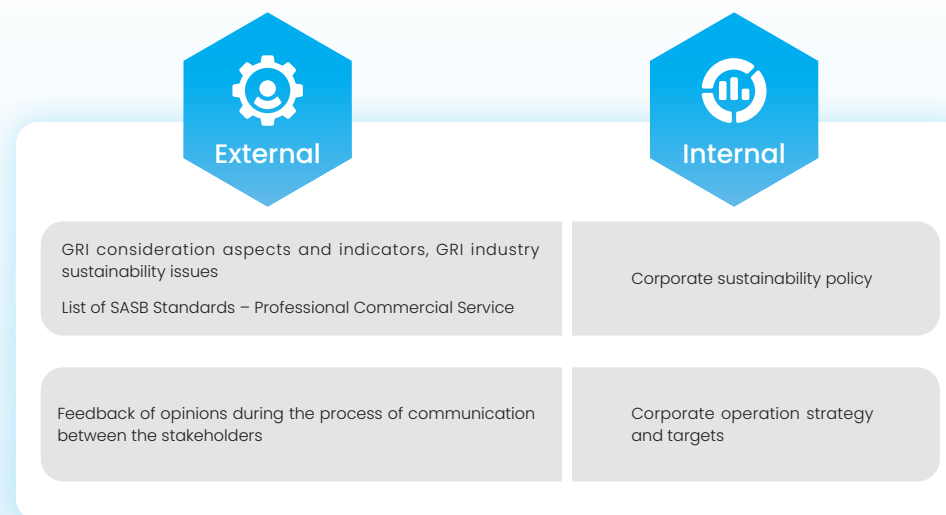 External
Internal
GRI consideration aspects and indicators, GRI industry
sustainability issues
List of SASB Standards – Professional Commercial Service
Corporate sustainability policy
Feedback of opinions during the process of communication
between the stakeholders
Corporate operation strategy
and targets